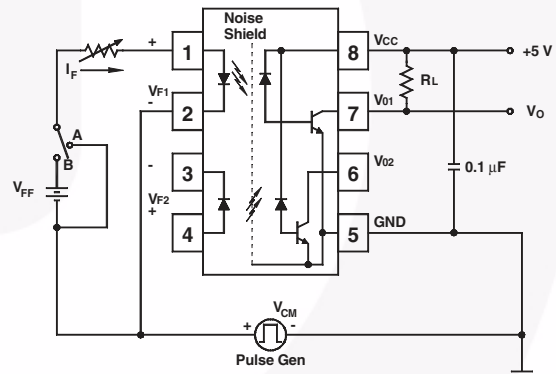 Noise
Shield
+
1
8
VCC
+5 V
IF
RL
VF1
-
2
7
V01
VO
A
B
-
3
6
V02
0.1 μF
VFF
VF2
+
4
5
GND
VCM
+
-
Pulse Gen